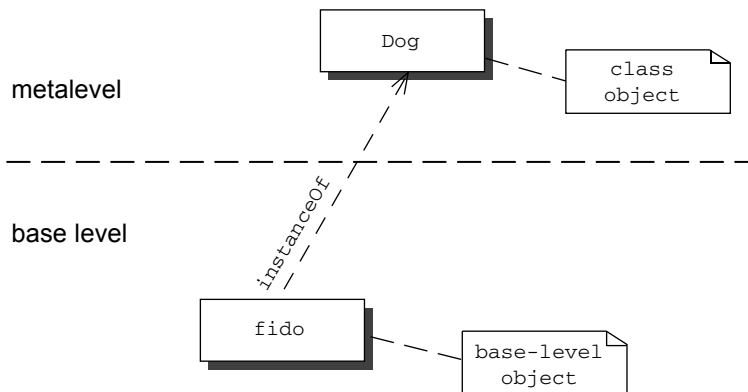 Dog
class
object
metalevel
instanceOf
base level
fido
base-level
object